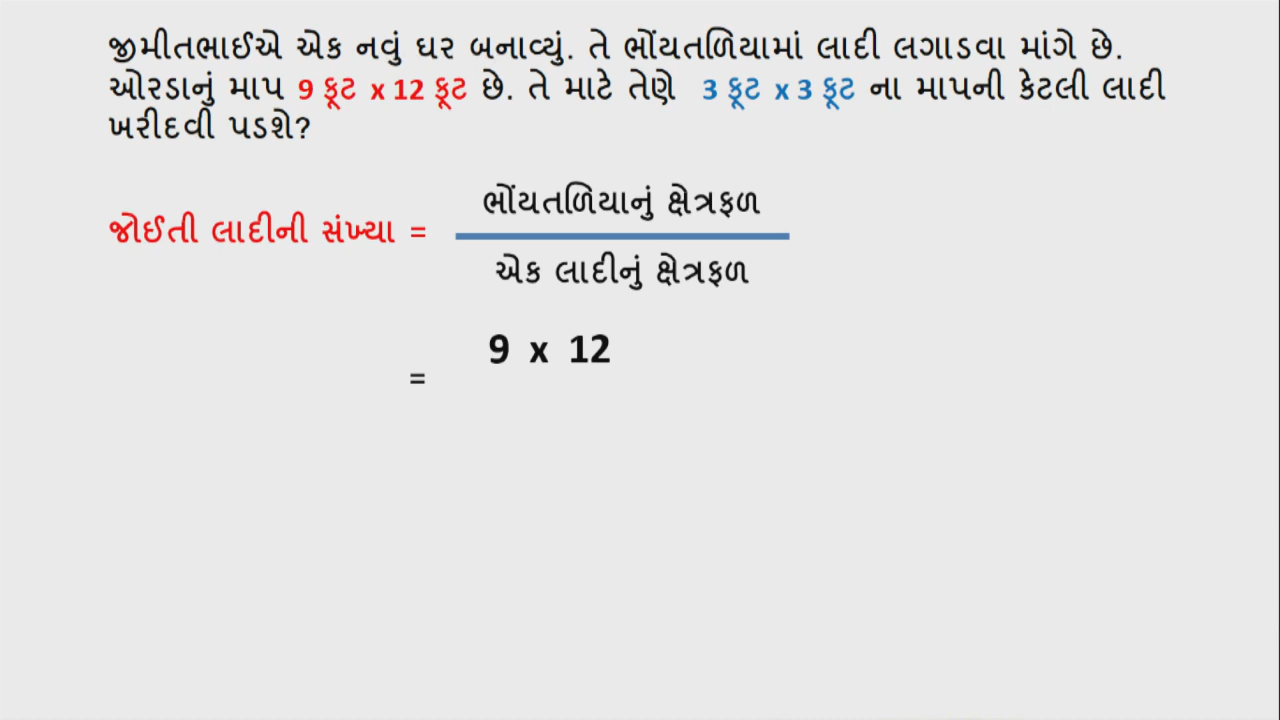 જીમીતભાઈએ એક નવું ઘર બનાવ્યું. તે ભોંયતળિયામાં લાદી લગાડવા માંગે છે.
ઓરડાનું માપ 9 ફૂટ x 12 ફૂટ છે. તે માટે તેણે 3 ફૂટ x 3 ફૂટ ના માપની કેટલી લાદી
ખરીદવી પડશે?
ભોંયતળિયાનું ક્ષેત્રફળ
જોઈતી લાદીની સંખ્યા =
એક લાદીનું ક્ષેત્રફળ
9 x 12
=